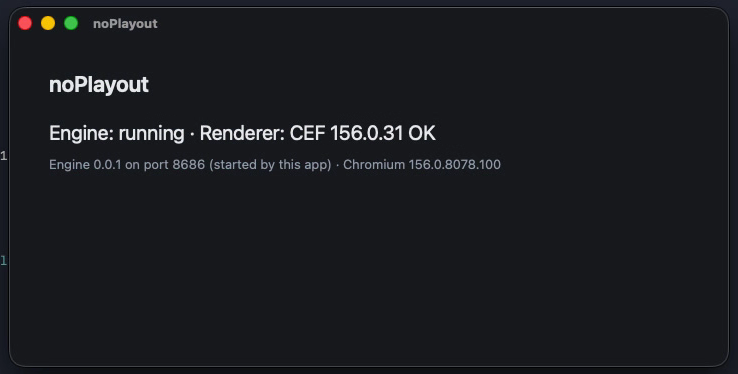 noPlayout
noPlayout
Engine: running · Renderer: CEF 156.0.31 OK
Engine 0.0.1 on port 8686 (started by this app) · Chromium 156.0.8078.100
1
1